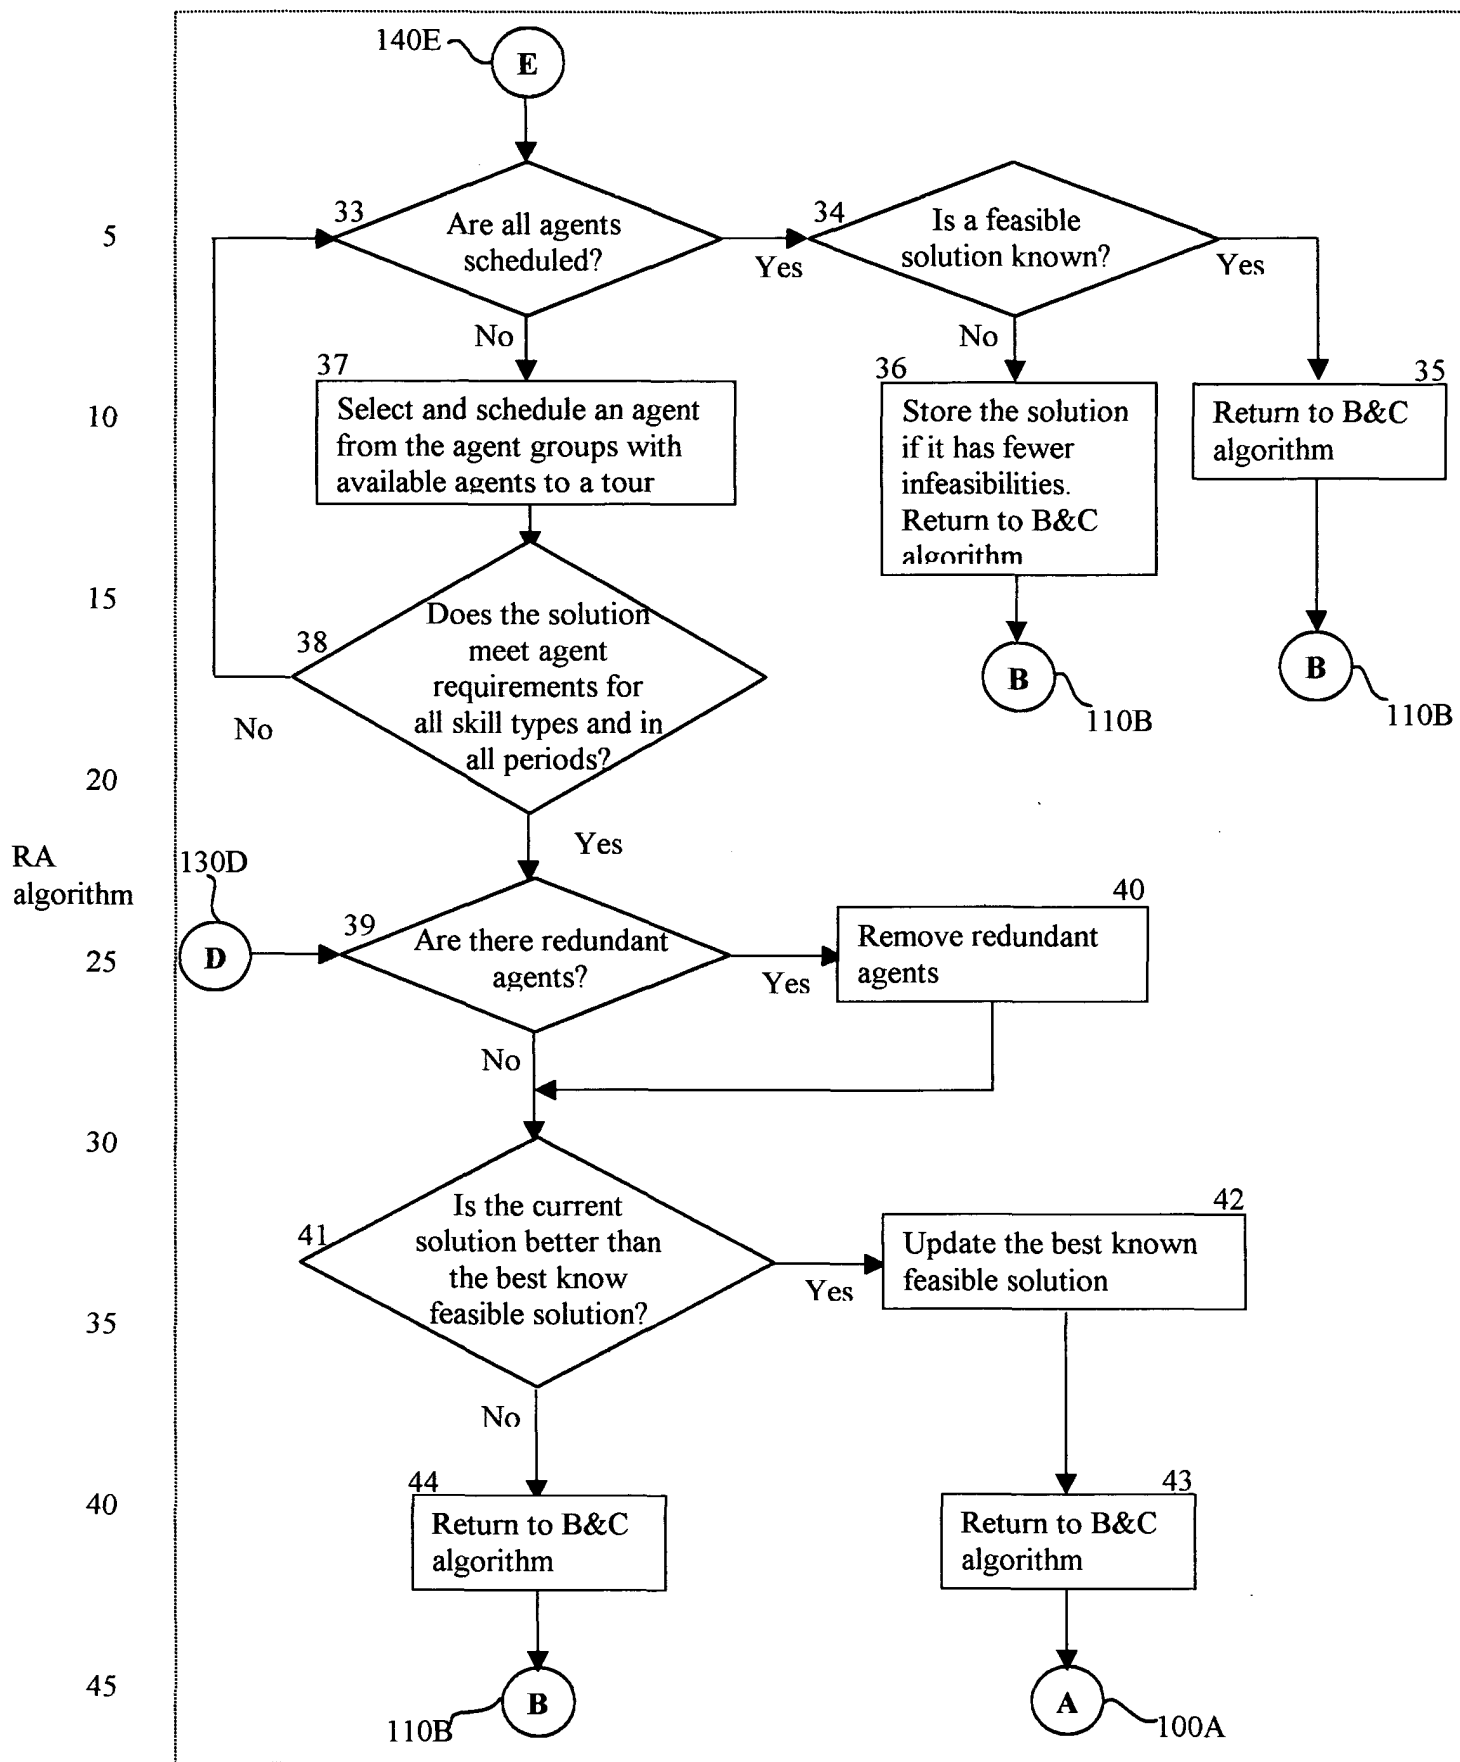 140E
E
33
Are all agents
scheduled?
Yes
34
Is a feasible
solution known?
Yes
5
No
No
37
Select and schedule an agent
from the agent groups with
available agents to a tour
36
Store the solution
if it has fewer
infeasibilities.
Return to B&C
algorithm
35
Return to B&C
algorithm
10
15
38
Does the solution
meet agent
requirements for
all skill types and in
all periods?
No
B
110B
B
110B
20
Yes
RA
algorithm
130D
D
39
Are there redundant
agents?
Yes
40
Remove redundant
agents
25
No
30
41
Is the current
solution better than
the best know
feasible solution?
Yes
42
Update the best known
feasible solution
35
No
44
Return to B&C
algorithm
43
Return to B&C
algorithm
40
45
B
110B
A
100A